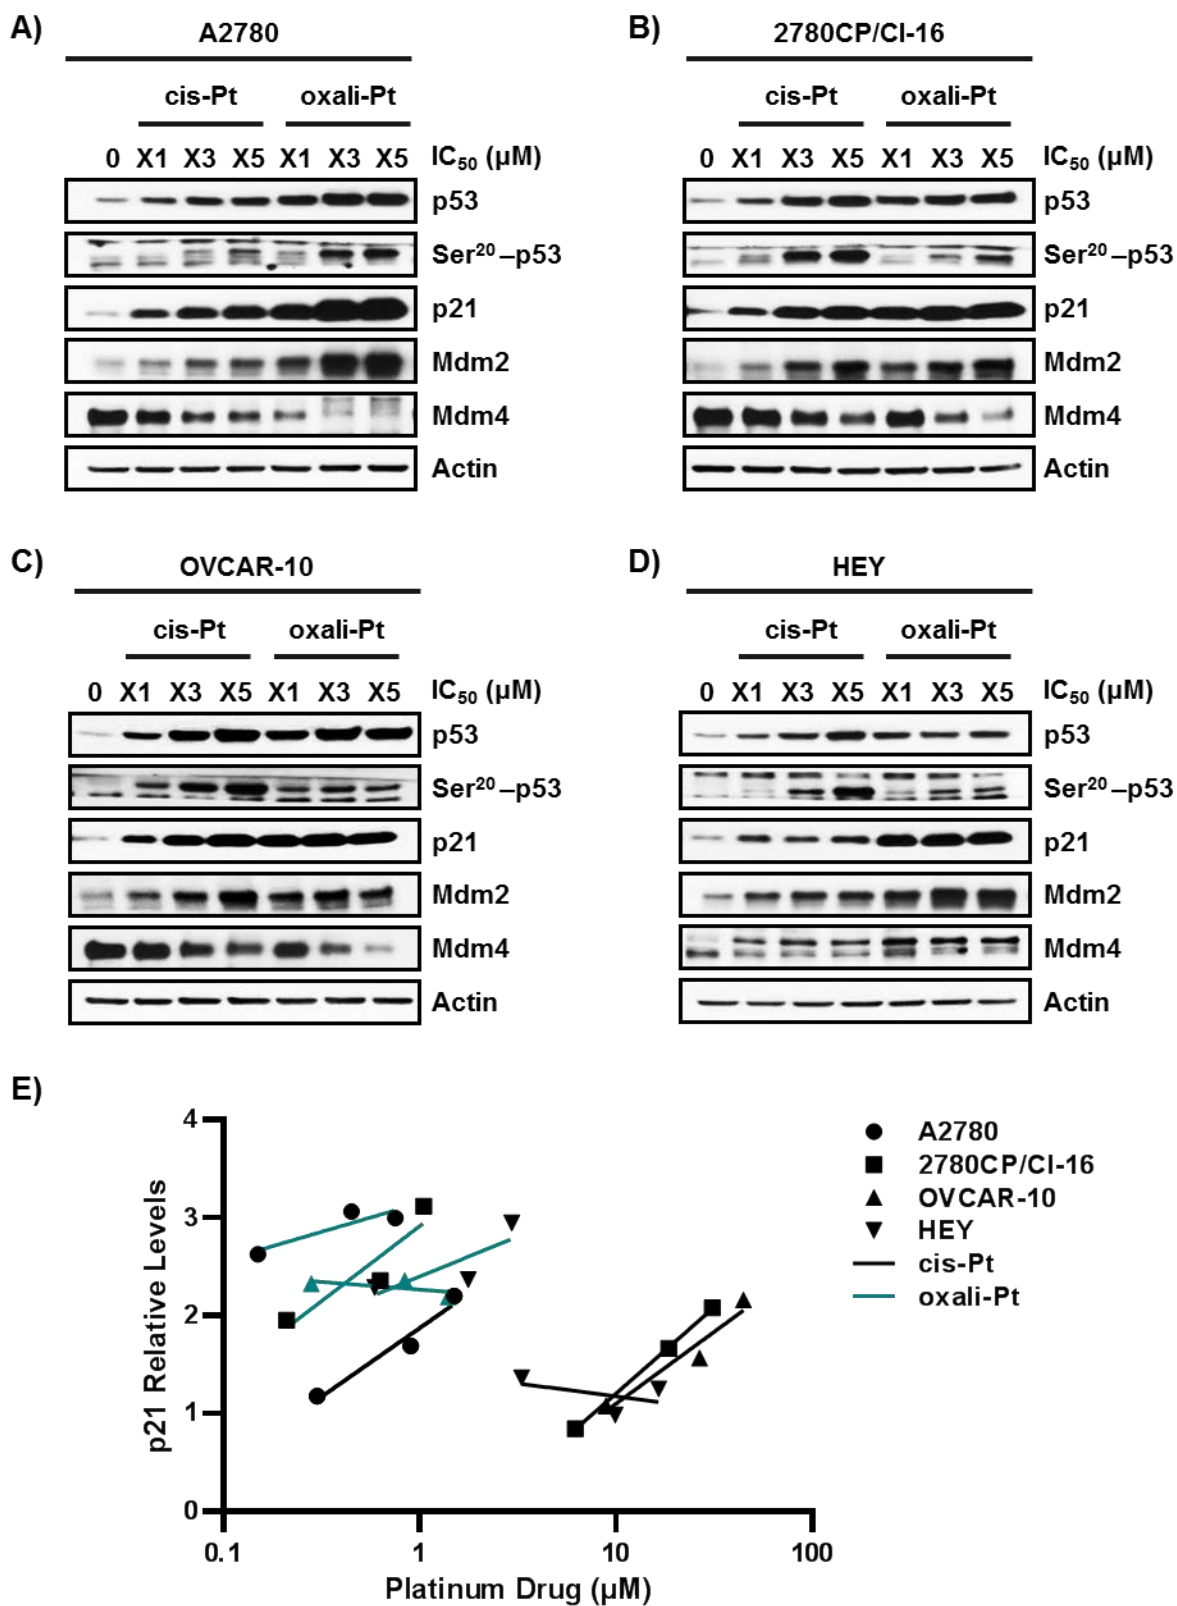 A) A2780 B) 2780CP/CI-16
cis-Pt oxali-Pt cis-Pt oxali-Pt
0 X1 X3 X5 X1 X3 X5 IC50 (µM) 0 X1 X3 X5 X1 X3 X5 IC50 (µM)
p53 p53
Ser20–p53 Ser20–p53
p21 p21
Mdm2 Mdm2
Mdm4 Mdm4
Actin Actin
C) OVCAR-10 D) HEY
cis-Pt oxali-Pt cis-Pt oxali-Pt
0 X1 X3 X5 X1 X3 X5 IC50 (µM) 0 X1 X3 X5 X1 X3 X5 IC50 (µM)
p53 p53
Ser20–p53 Ser20–p53
p21 p21
Mdm2 Mdm2
Mdm4 Mdm4
Actin Actin
E)
p21 Relative Levels
4
3
2
1
0
0.1 1 10 100
Platinum Drug (µM)
A2780
2780CP/CI-16
OVCAR-10
HEY
cis-Pt
oxali-Pt